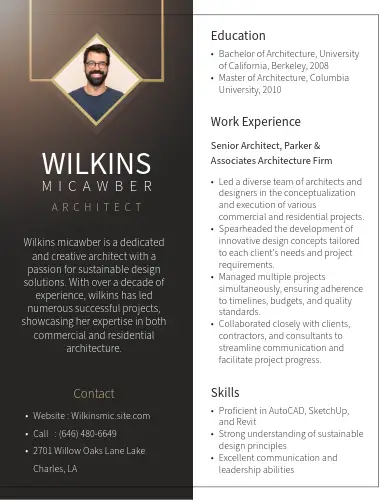 WILKINS
MICAWBER
ARCHITECT
Wilkins micawber is a dedicated
and creative architect with a
passion for sustainable design
solutions. With over a decade of
experience, wilkins has led
numerous successful projects,
showcasing her expertise in both
commercial and residential
architecture.
Contact
• Website : Wilkinsmic.site.com
• Call : (646) 480-6649
• 2701 Willow Oaks Lane Lake
Charles, LA
Education
• Bachelor of Architecture, University
of California, Berkeley, 2008
• Master of Architecture, Columbia
University, 2010
Work Experience
Senior Architect, Parker &
Associates Architecture Firm
• Led a diverse team of architects and
designers in the conceptualization
and execution of various
commercial and residential projects.
• Spearheaded the development of
innovative design concepts tailored
to each client's needs and project
requirements.
• Managed multiple projects
simultaneously, ensuring adherence
to timelines, budgets, and quality
standards.
• Collaborated closely with clients,
contractors, and consultants to
streamline communication and
facilitate project progress.
Skills
• Proficient in AutoCAD, SketchUp,
and Revit
• Strong understanding of sustainable
design principles
• Excellent communication and
leadership abilities